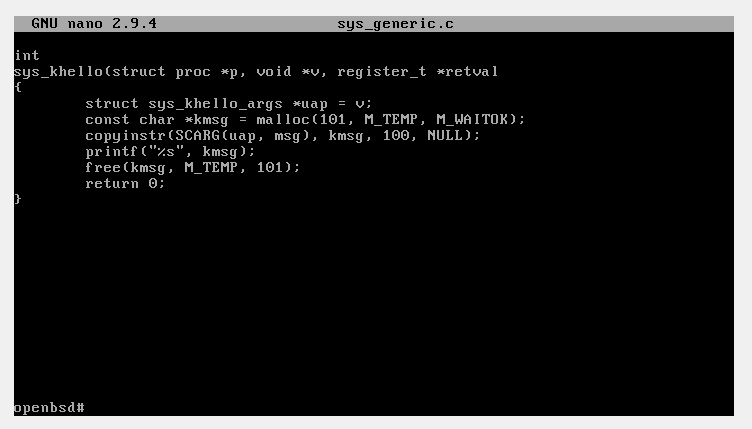 GNU nano 2.9.4 sys_generic.c
int
sys_khello(struct proc *p, void *v, register_t *retval
{
struct sys_khello_args *uap = v;
const char *kmsg = malloc(101, M_TEMP, M_WAITOK);
copyinstr(SCARG(uap, msg), kmsg, 100, NULL);
printf("%s", kmsg);
free(kmsg, M_TEMP, 101);
return 0;
}
openbsd#